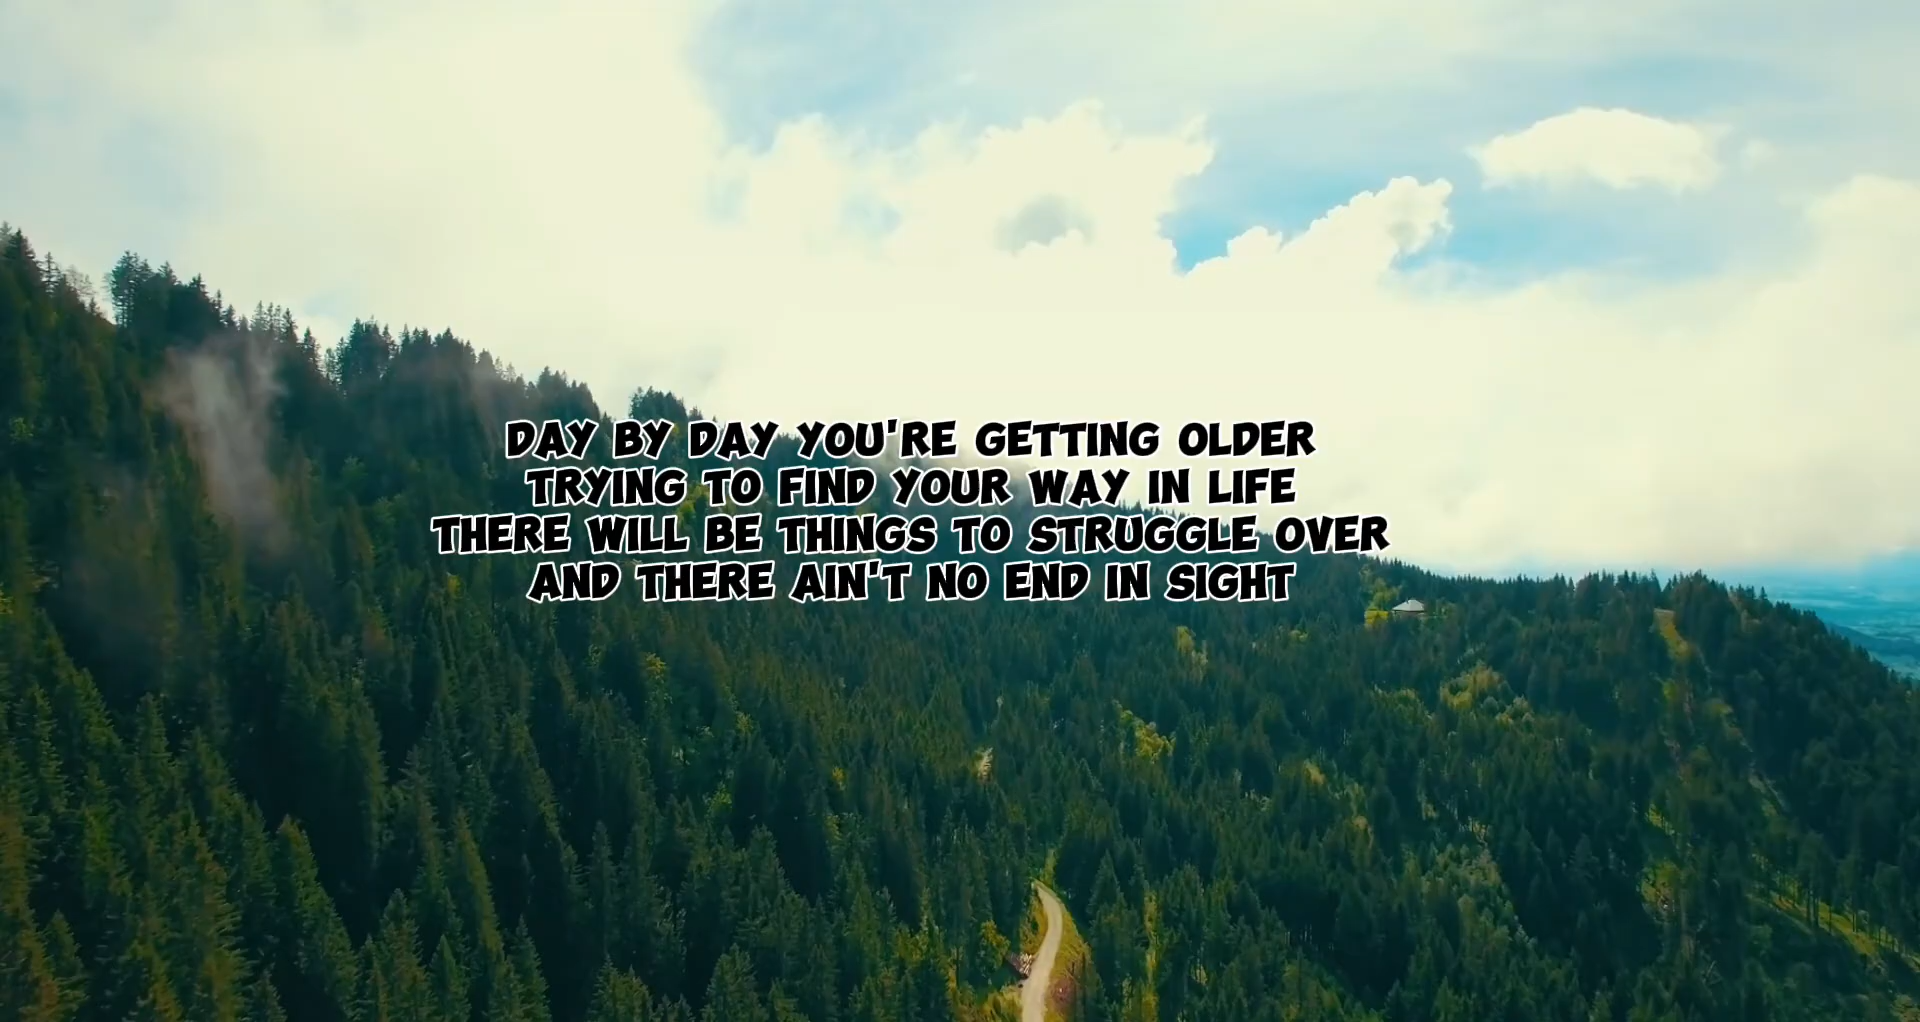 DAY BY DAY YOU'RE GETTING OLDER
TRYING TO FIND YOUR WAY IN LIFE
THERE WILL BE THINGS TO STRUGGLE OVER
AND THERE AIN'T NO END IN SIGHT